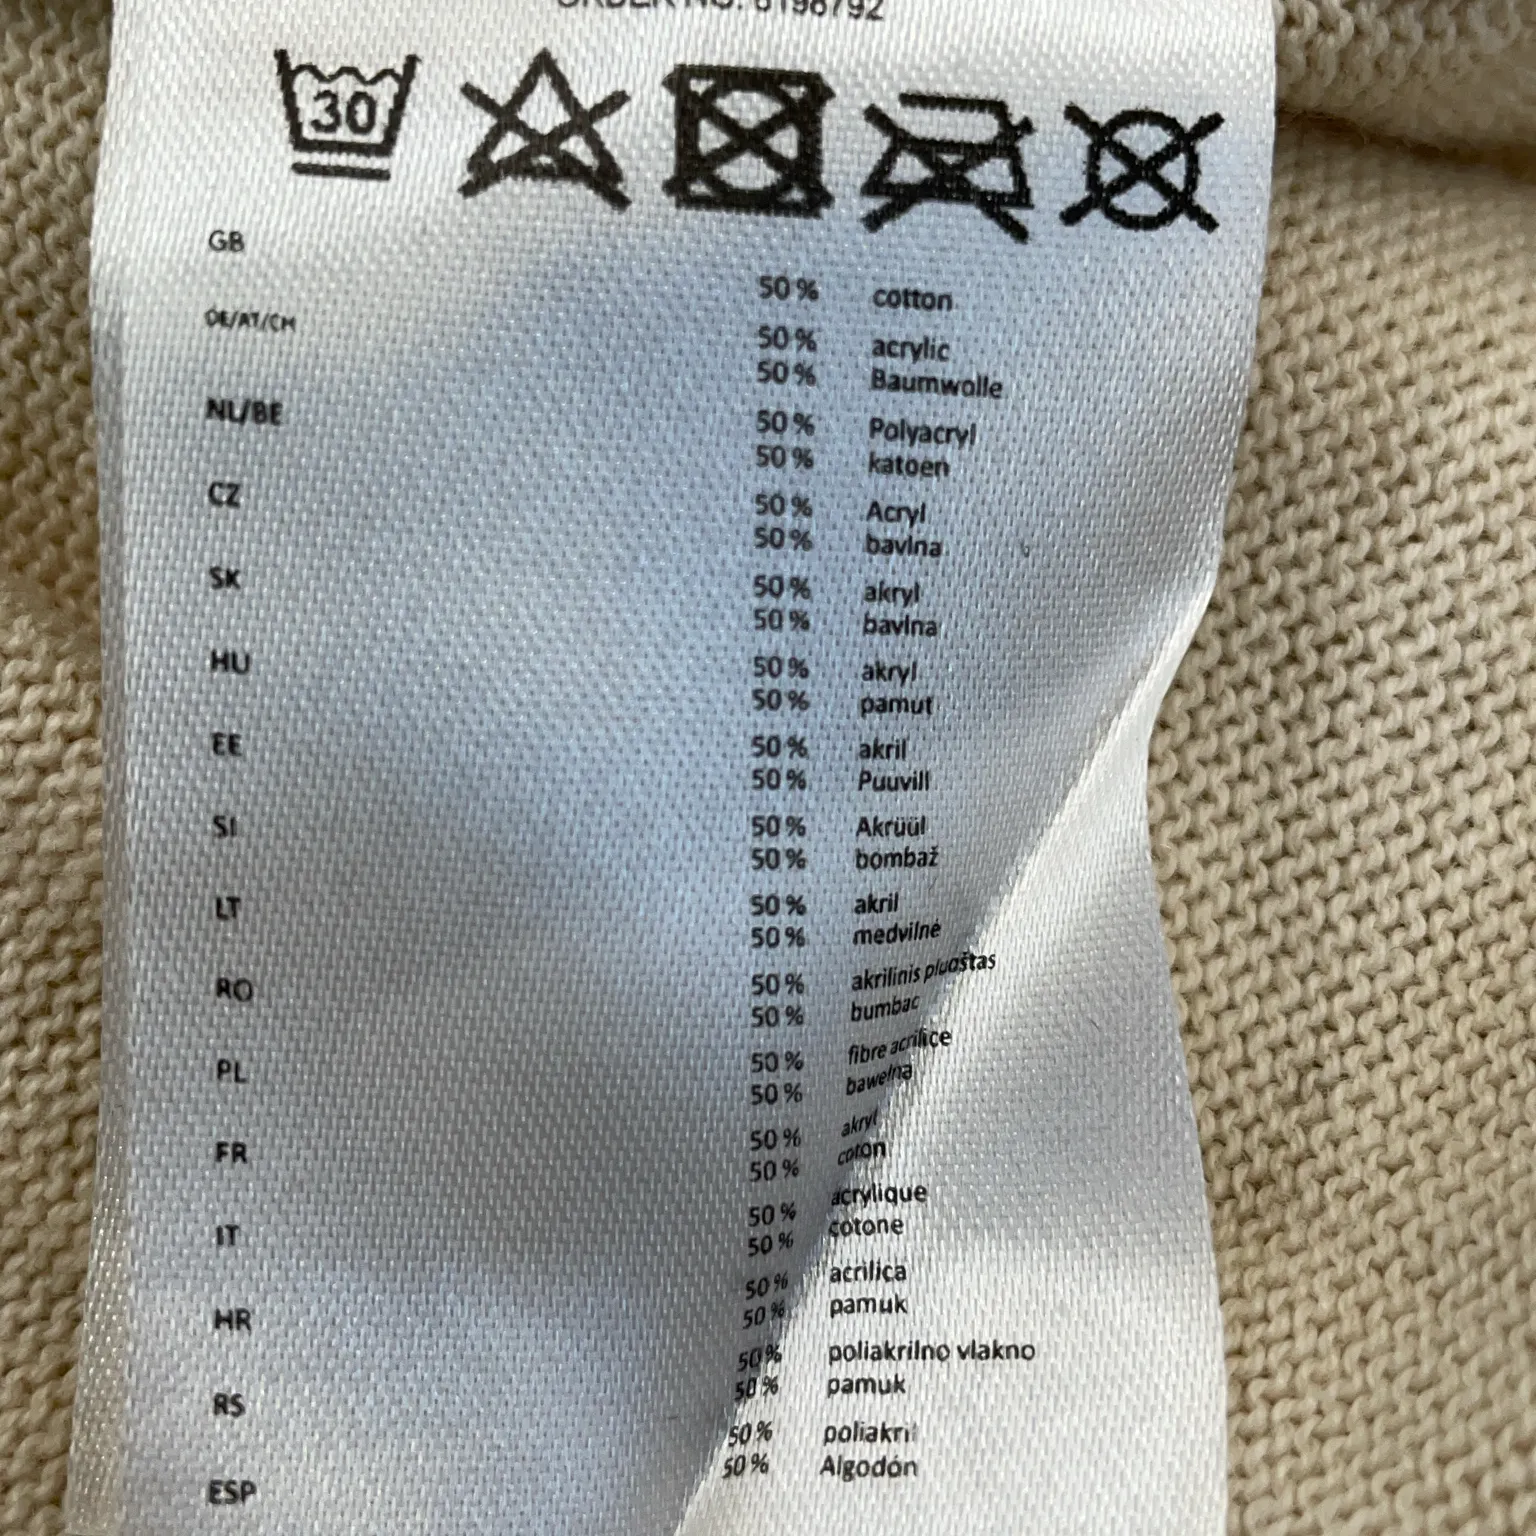 ORDER NO: 6198792
30
GB
50 % cotton
50 % acrylic
DE/AT/CH
50 % Baumwolle
50 % Polyacryl
NL/BE
50 % katoen
50 % Acryl
CZ
50 % bavlna
50 % akryl
SK
50 % bavlna
50 % akryl
HU
50 % pamut
50 % akril
EE
50 % Puuvill
50 % Akrüül
SI
50 % bombaž
50 % akril
LT
50 % medvilnė
50 % akrilinis pluoštas
RO
50 % bumbac
50 % fibre acrilice
PL
50 % bawełna
50 % akryl
FR
50 % coton
50 % acrylique
IT
50 % cotone
50 % acrilica
HR
50 % pamuk
50 % poliakrilno vlakno
RS
50 % pamuk
50 % poliakril
ESP
50 % Algodón